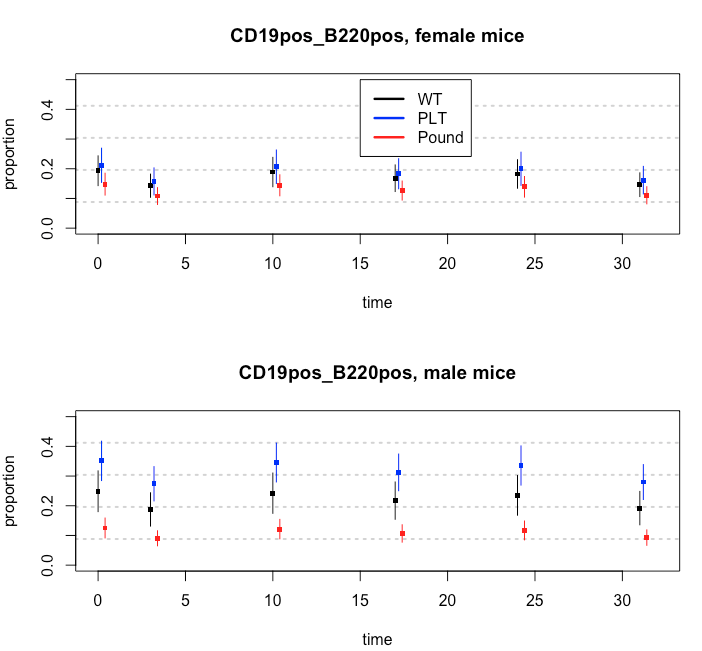 CD19pos_B220pos, female mice
proportion
0.0 0.2 0.4
WT
PLT
Pound
0 5 10 15 20 25 30
time
CD19pos_B220pos, male mice
proportion
0.0 0.2 0.4
0 5 10 15 20 25 30
time